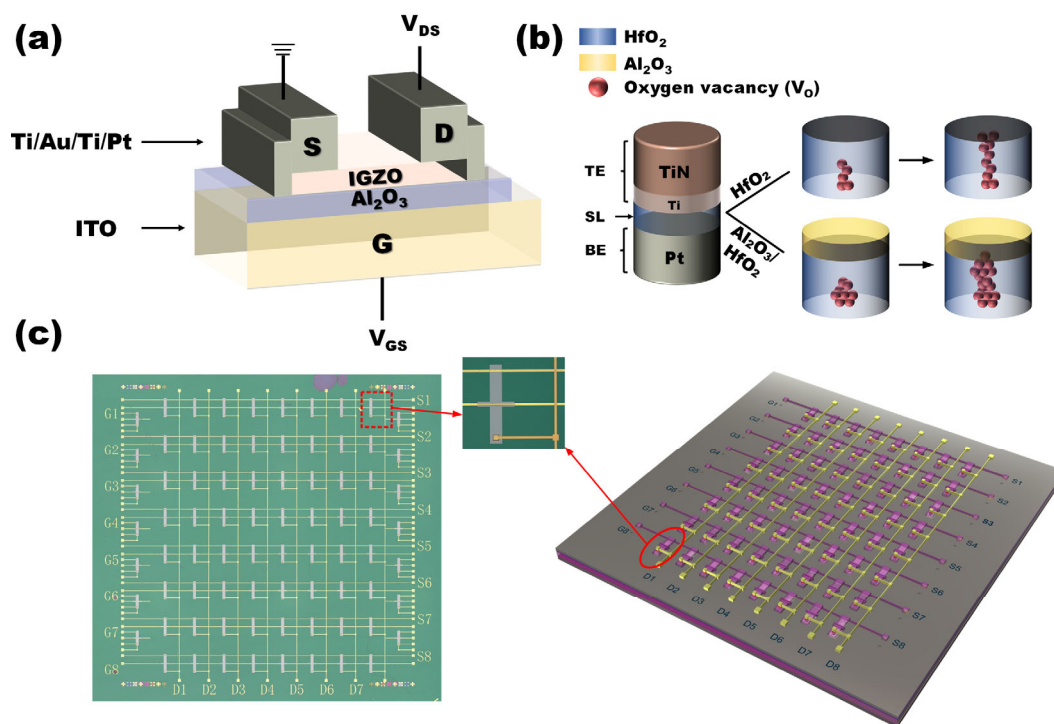 (a)
V_DS
Ti/Au/Ti/Pt
S
D
IGZO
Al₂O₃
ITO
G
V_GS
(b)
HfO₂
Al₂O₃
Oxygen vacancy (V_O)
TE
TiN
Ti
SL
BE
Pt
HfO₂
Al₂O₃/
HfO₂
(c)
G1
G2
G3
G4
G5
G6
G7
G8
S1
S2
S3
S4
S5
S6
S7
S8
D1 D2 D3 D4 D5 D6 D7
G1
G2
G3
G4
G5
G6
G7
G8
S1
S2
S3
S4
S5
S6
S7
S8
D1
D2
D3
D4
D5
D6
D7
D8